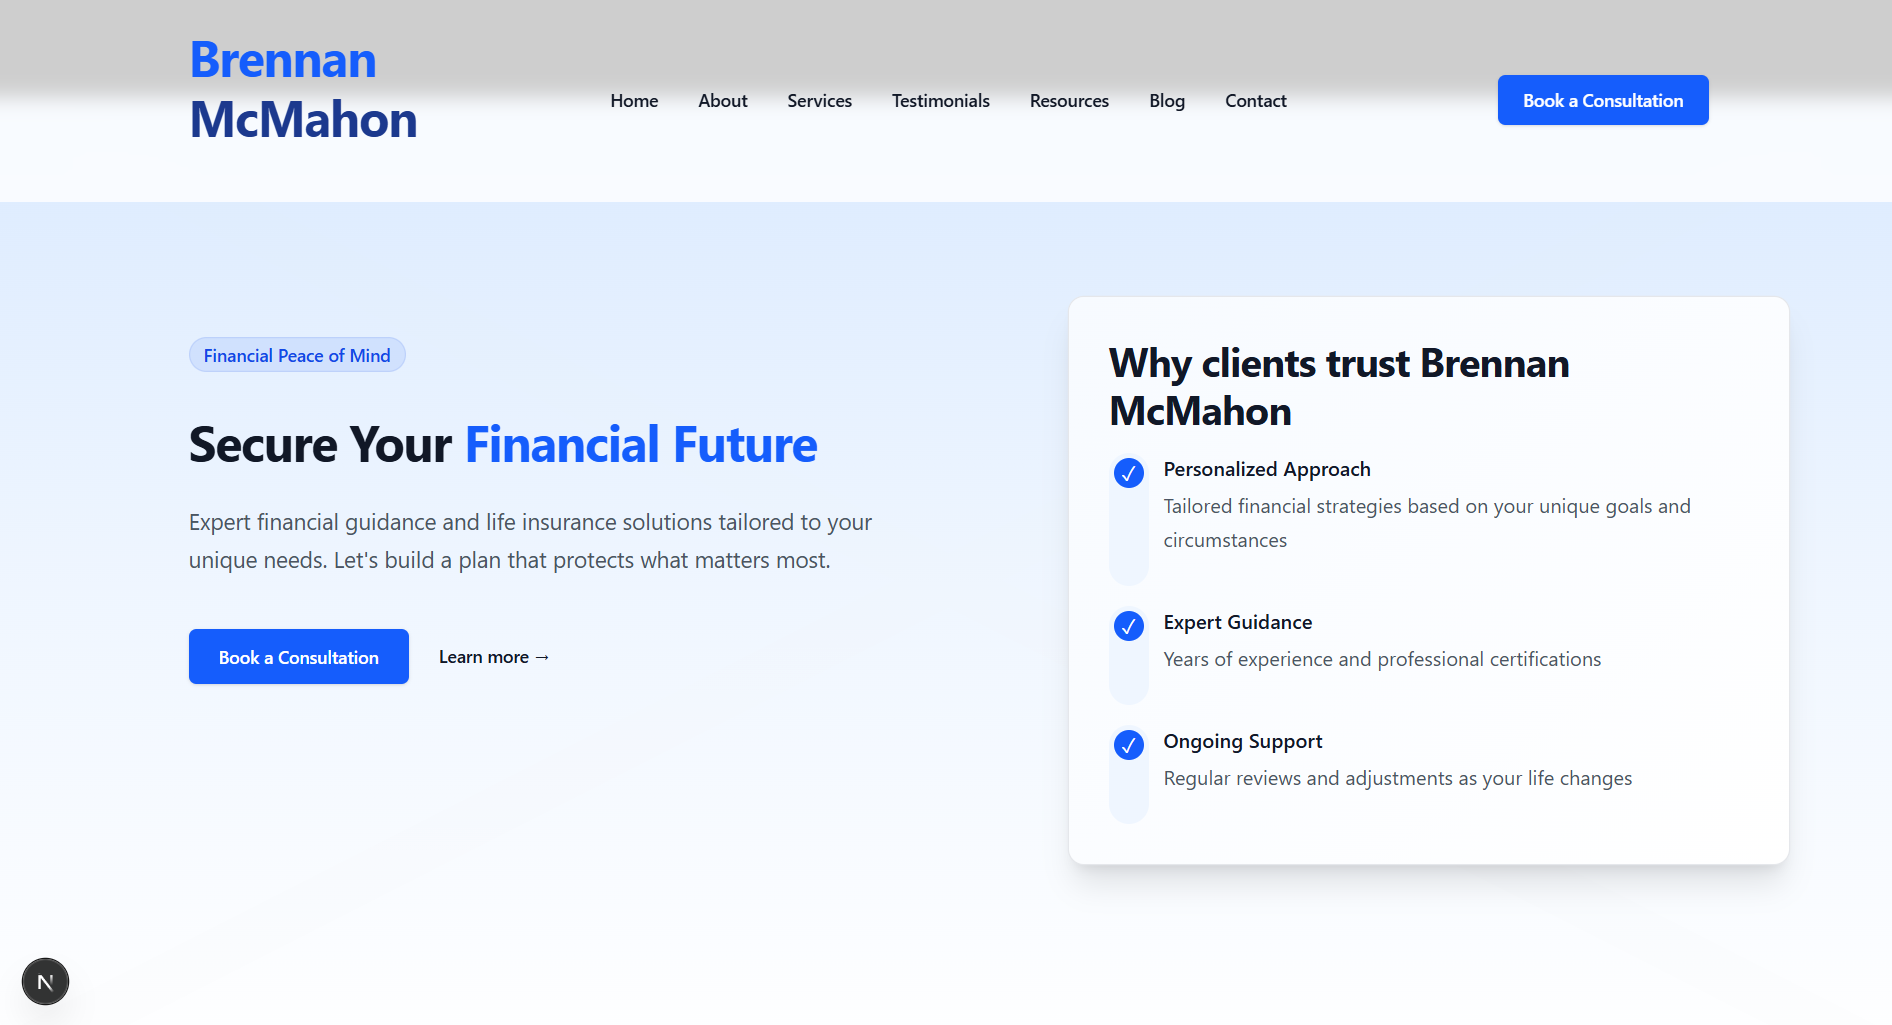 Brennan
McMahon
Home
About
Services
Testimonials
Resources
Blog
Contact
Book a Consultation
Financial Peace of Mind
Secure Your Financial Future
Expert financial guidance and life insurance solutions tailored to your
unique needs. Let's build a plan that protects what matters most.
Book a Consultation
Learn more →
Why clients trust Brennan
McMahon
✓ Personalized Approach
Tailored financial strategies based on your unique goals and
circumstances
✓ Expert Guidance
Years of experience and professional certifications
✓ Ongoing Support
Regular reviews and adjustments as your life changes
N